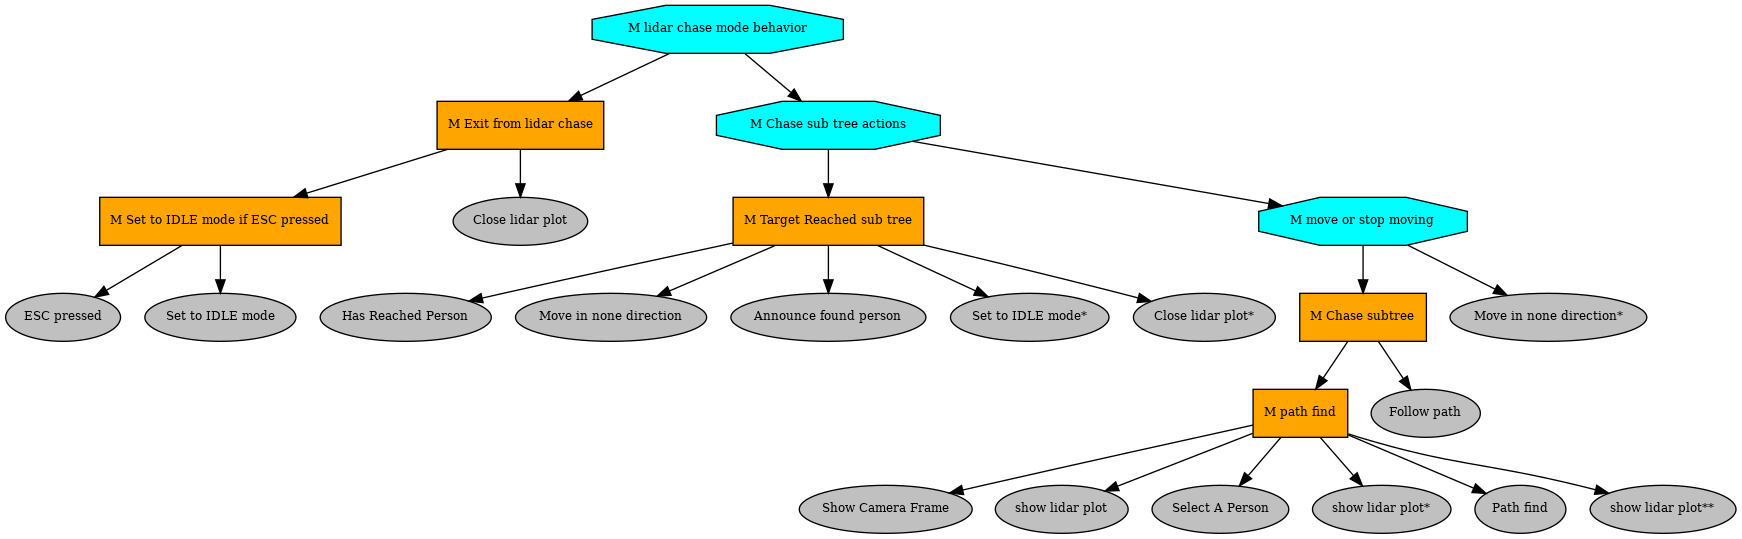 M lidar chase mode behavior
M Exit from lidar chase
M Chase sub tree actions
M Set to IDLE mode if ESC pressed
Close lidar plot
M Target Reached sub tree
M move or stop moving
ESC pressed
Set to IDLE mode
Has Reached Person
Move in none direction
Announce found person
Set to IDLE mode*
Close lidar plot*
M Chase subtree
Move in none direction*
M path find
Follow path
Show Camera Frame
show lidar plot
Select A Person
show lidar plot*
Path find
show lidar plot**